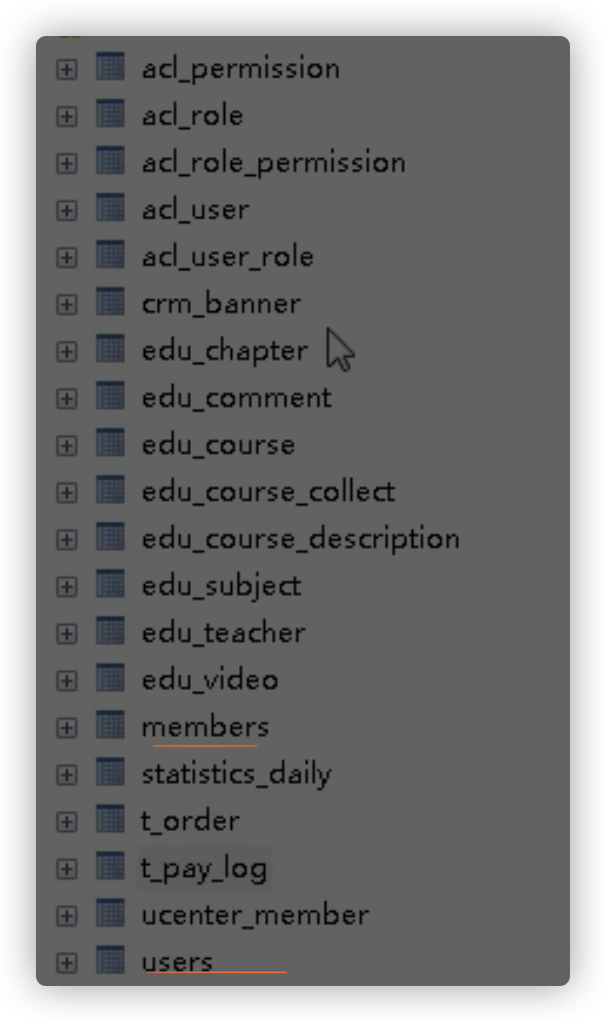 acl_permission
acl_role
acl_role_permission
acl_user
acl_user_role
crm_banner
edu_chapter
edu_comment
edu_course
edu_course_collect
edu_course_description
edu_subject
edu_teacher
edu_video
members
statistics_daily
t_order
t_pay_log
ucenter_member
users